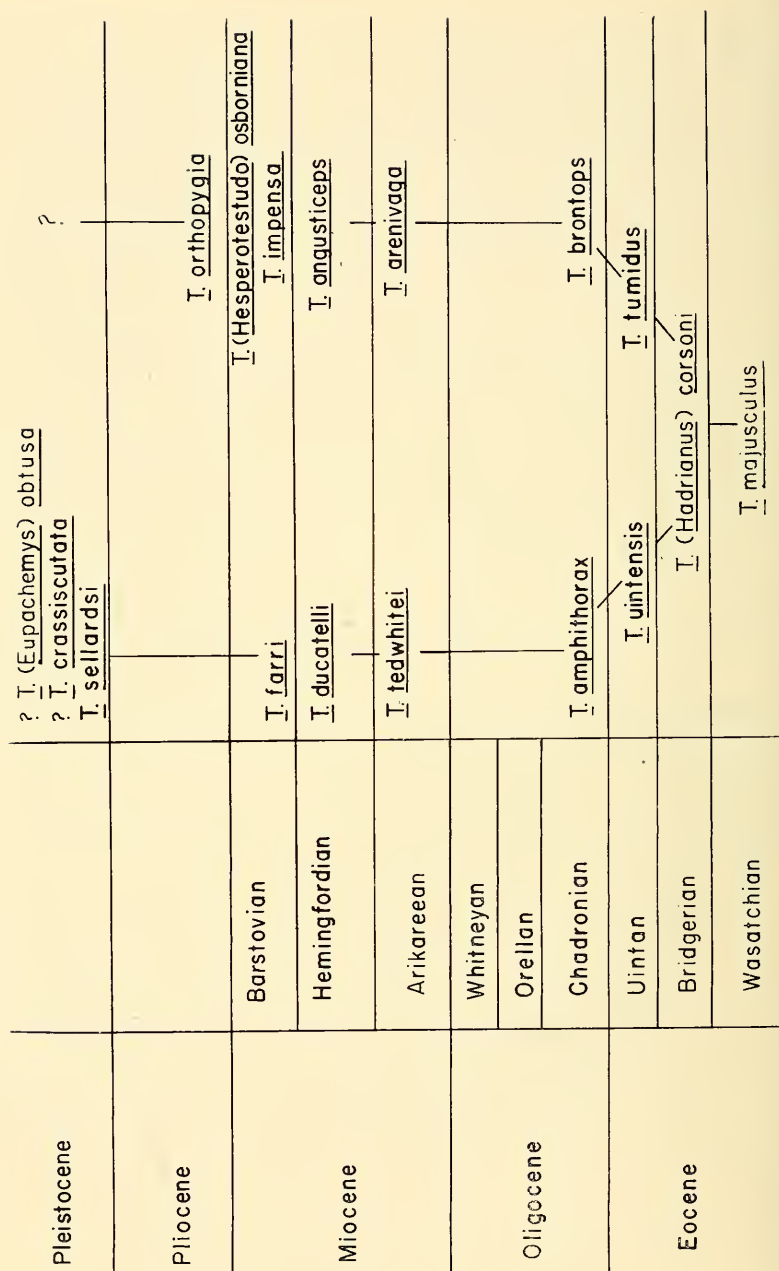 Pleistocene
? T. (Eupachemys) obtusa
? T. crassiscutata
T. sellardsi
?
Pliocene
T. orthopygia
Miocene
Barstovian
T. farri
T. (Hesperotestudo) osborniana
T. impensa
Hemingfordian
T. ducatelli
T. angusticeps
Arikareean
T. tedwhitei
T. arenivaga
Oligocene
Whitneyan
Orellan
Chadronian
T. amphithorax
T. brontops
Eocene
Uintan
T. uintensis
T. tumidus
Bridgerian
T. (Hadrianus) corsoni
Wasatchian
T. majusculus